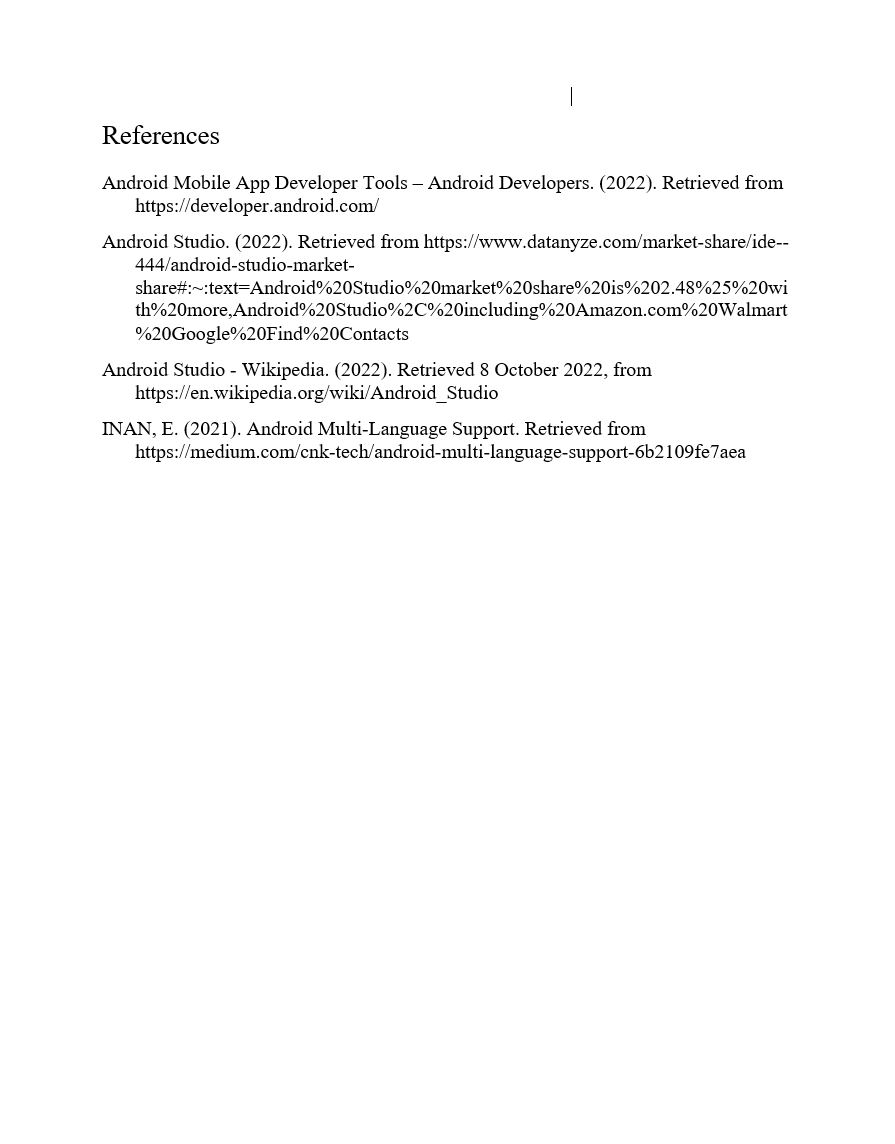 References
Android Mobile App Developer Tools – Android Developers. (2022). Retrieved from
https://developer.android.com/
Android Studio. (2022). Retrieved from https://www.datanyze.com/market-share/ide--
444/android-studio-market-
share#:~:text=Android%20Studio%20market%20share%20is%202.48%25%20wi
th%20more,Android%20Studio%2C%20including%20Amazon.com%20Walmart
%20Google%20Find%20Contacts
Android Studio - Wikipedia. (2022). Retrieved 8 October 2022, from
https://en.wikipedia.org/wiki/Android_Studio
INAN, E. (2021). Android Multi-Language Support. Retrieved from
https://medium.com/cnk-tech/android-multi-language-support-6b2109fe7aea